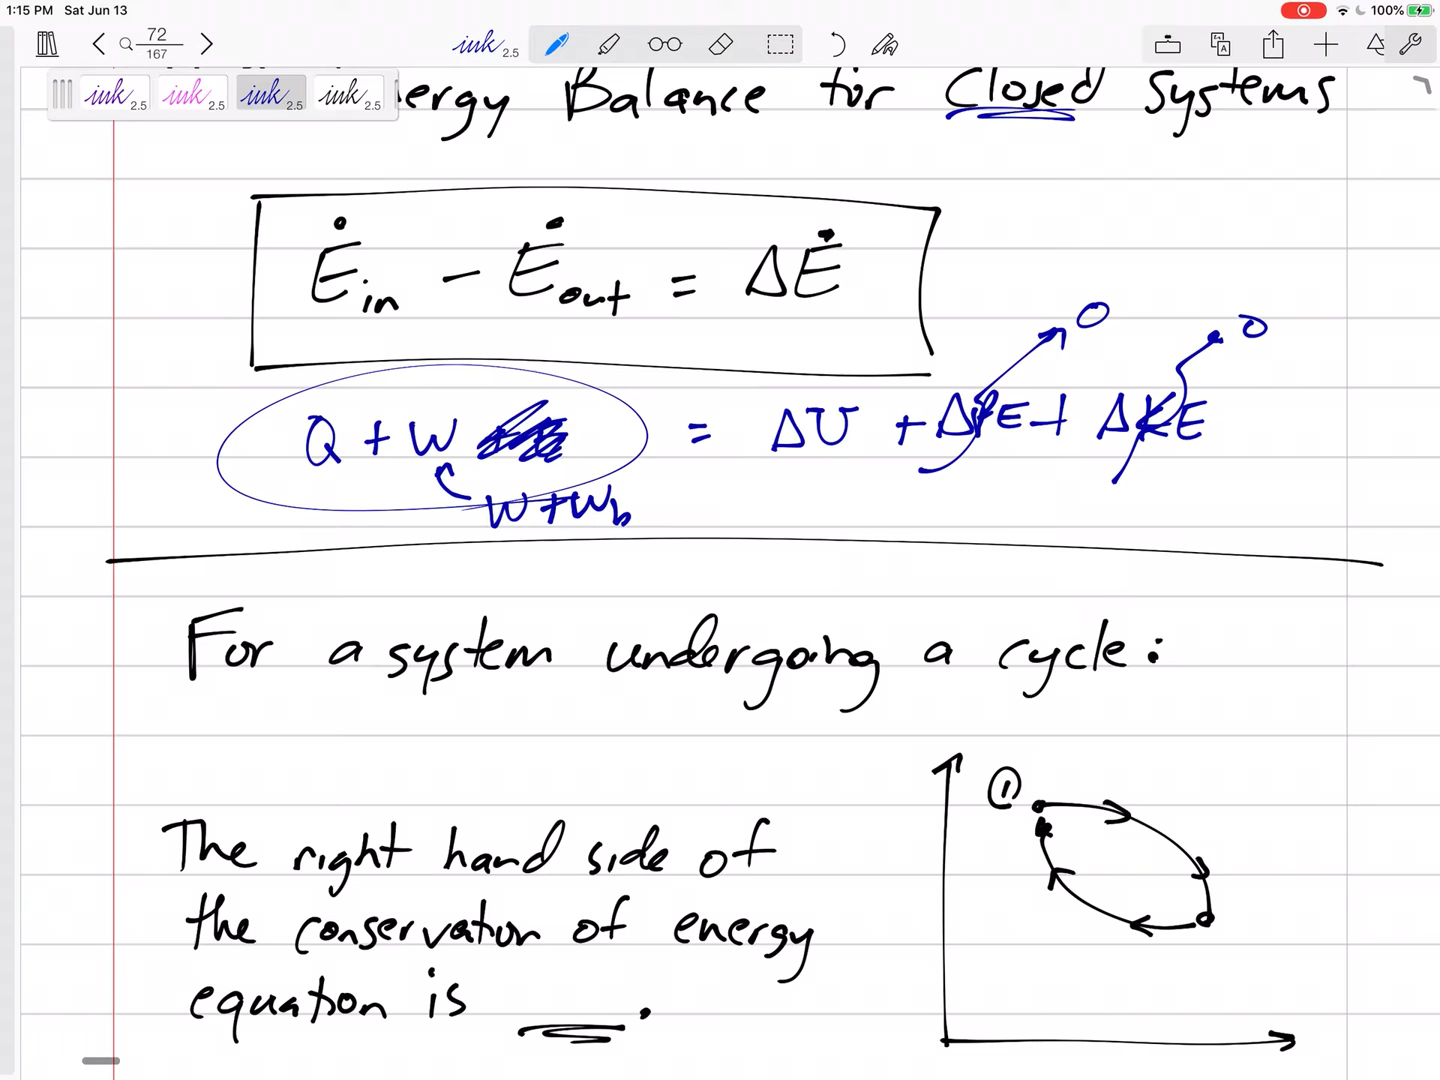 1:15 PM Sat Jun 13
100%
72
167
ink 2.5
ink 2.5 ink 2.5 ink 2.5 ink 2.5
ergy Balance for Closed Systems
Ėin − Ėout = ΔĖ
0 0
Q + W = ΔU + ΔPE + ΔKE
W + Wb
For a system undergoing a cycle:
①
The right hand side of
the conservation of energy
equation is ___.